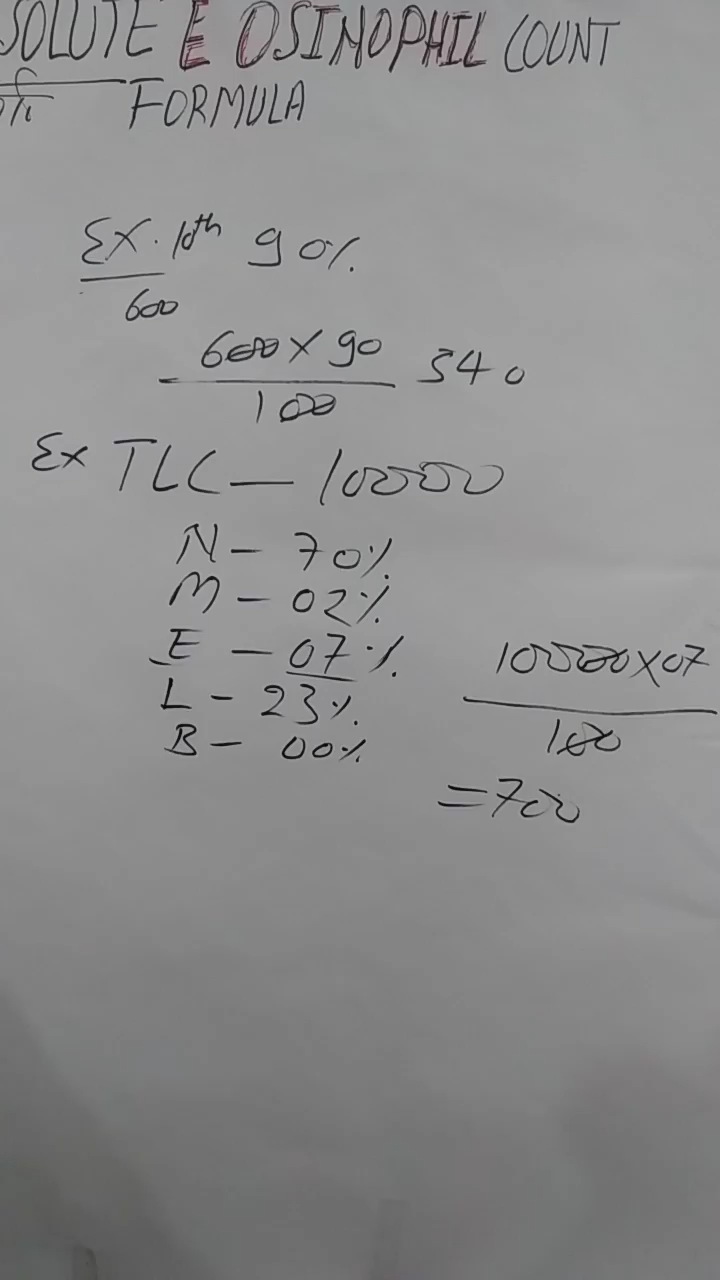 SOLUTE EOSINOPHIL COUNT
FORMULA
Ex. 10th 90%
600
600 X 90 540
100
Ex TLC — 10000
N - 70%
M - 02%
E - 07%.
L - 23%.
B - 00%
10000 X 07
100
= 700